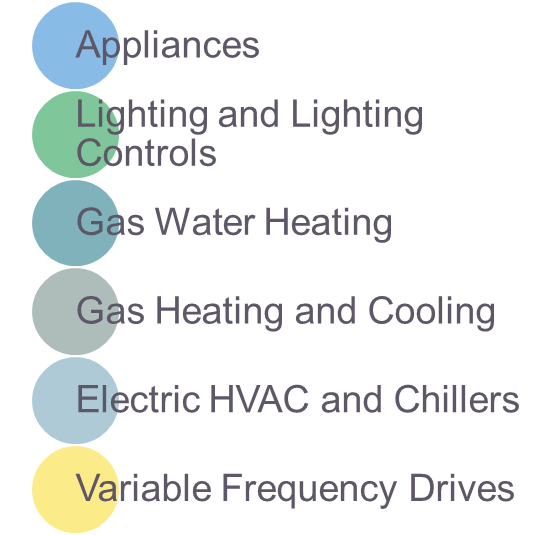 Appliances
Lighting and Lighting
Controls
Gas Water Heating
Gas Heating and Cooling
Electric HVAC and Chillers
Variable Frequency Drives